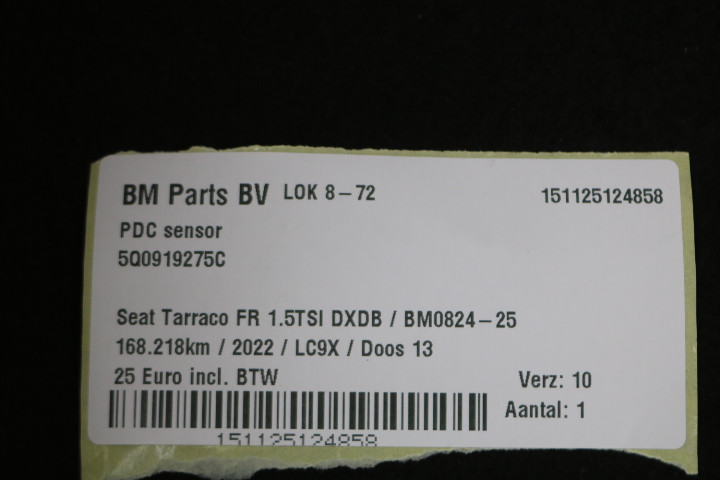 BM Parts BV LOK 8-72 151125124858
PDC sensor
5Q0919275C
Seat Tarraco FR 1.5TSI DXDB / BM0824-25
168.218km / 2022 / LC9X / Doos 13
25 Euro incl. BTW Verz: 10
Aantal: 1
151125124858